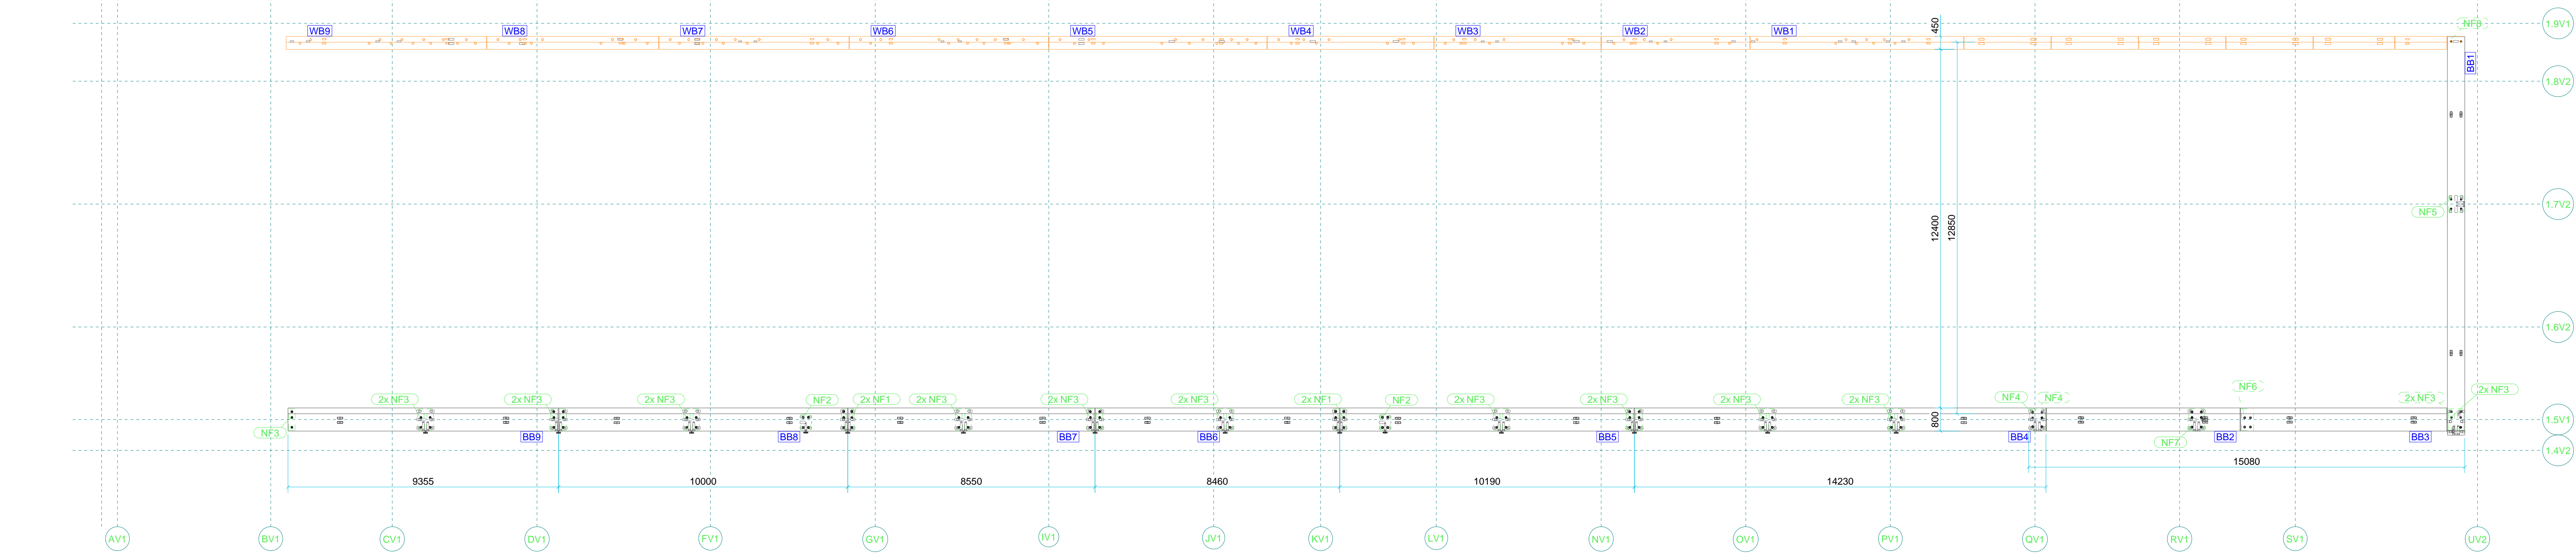 WB9 WB8 WB7 WB6 WB5 WB4 WB3 WB2 WB1 450 NF8 1.9V1
BB1
1.8V2
12400 12850 NF5 1.7V2
1.6V2
NF6
2x NF3 2x NF3 2x NF3 NF2 2x NF1 2x NF3 2x NF3 2x NF3 2x NF1 NF2 2x NF3 2x NF3 2x NF3 2x NF3 NF4 NF4 2x NF3 2x NF3
800 1.5V1
NF3 BB9 BB8 BB7 BB6 BB5 BB4 NF7 BB2 BB3
1.4V2
15080
9355 10000 8550 8460 10190 14230
AV1 BV1 CV1 DV1 FV1 GV1 IV1 JV1 KV1 LV1 NV1 OV1 PV1 QV1 RV1 SV1 UV2